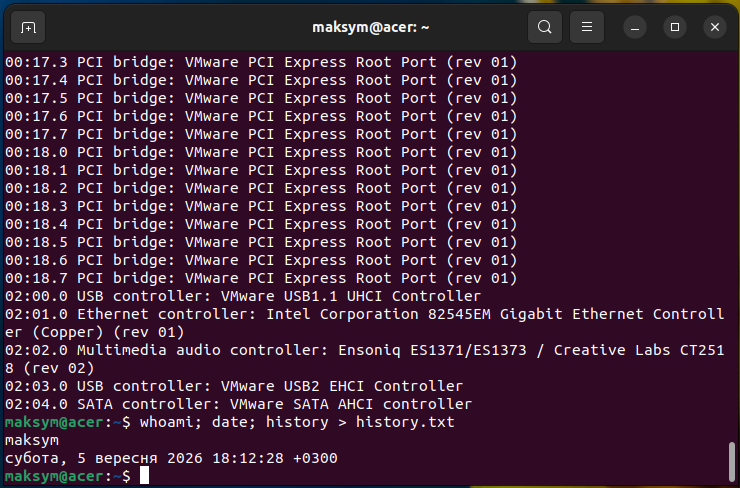 maksym@acer: ~
00:17.3 PCI bridge: VMware PCI Express Root Port (rev 01)
00:17.4 PCI bridge: VMware PCI Express Root Port (rev 01)
00:17.5 PCI bridge: VMware PCI Express Root Port (rev 01)
00:17.6 PCI bridge: VMware PCI Express Root Port (rev 01)
00:17.7 PCI bridge: VMware PCI Express Root Port (rev 01)
00:18.0 PCI bridge: VMware PCI Express Root Port (rev 01)
00:18.1 PCI bridge: VMware PCI Express Root Port (rev 01)
00:18.2 PCI bridge: VMware PCI Express Root Port (rev 01)
00:18.3 PCI bridge: VMware PCI Express Root Port (rev 01)
00:18.4 PCI bridge: VMware PCI Express Root Port (rev 01)
00:18.5 PCI bridge: VMware PCI Express Root Port (rev 01)
00:18.6 PCI bridge: VMware PCI Express Root Port (rev 01)
00:18.7 PCI bridge: VMware PCI Express Root Port (rev 01)
02:00.0 USB controller: VMware USB1.1 UHCI Controller
02:01.0 Ethernet controller: Intel Corporation 82545EM Gigabit Ethernet Controll
er (Copper) (rev 01)
02:02.0 Multimedia audio controller: Ensoniq ES1371/ES1373 / Creative Labs CT251
8 (rev 02)
02:03.0 USB controller: VMware USB2 EHCI Controller
02:04.0 SATA controller: VMware SATA AHCI controller
maksym@acer:~$ whoami; date; history > history.txt
maksym
субота, 5 вересня 2026 18:12:28 +0300
maksym@acer:~$